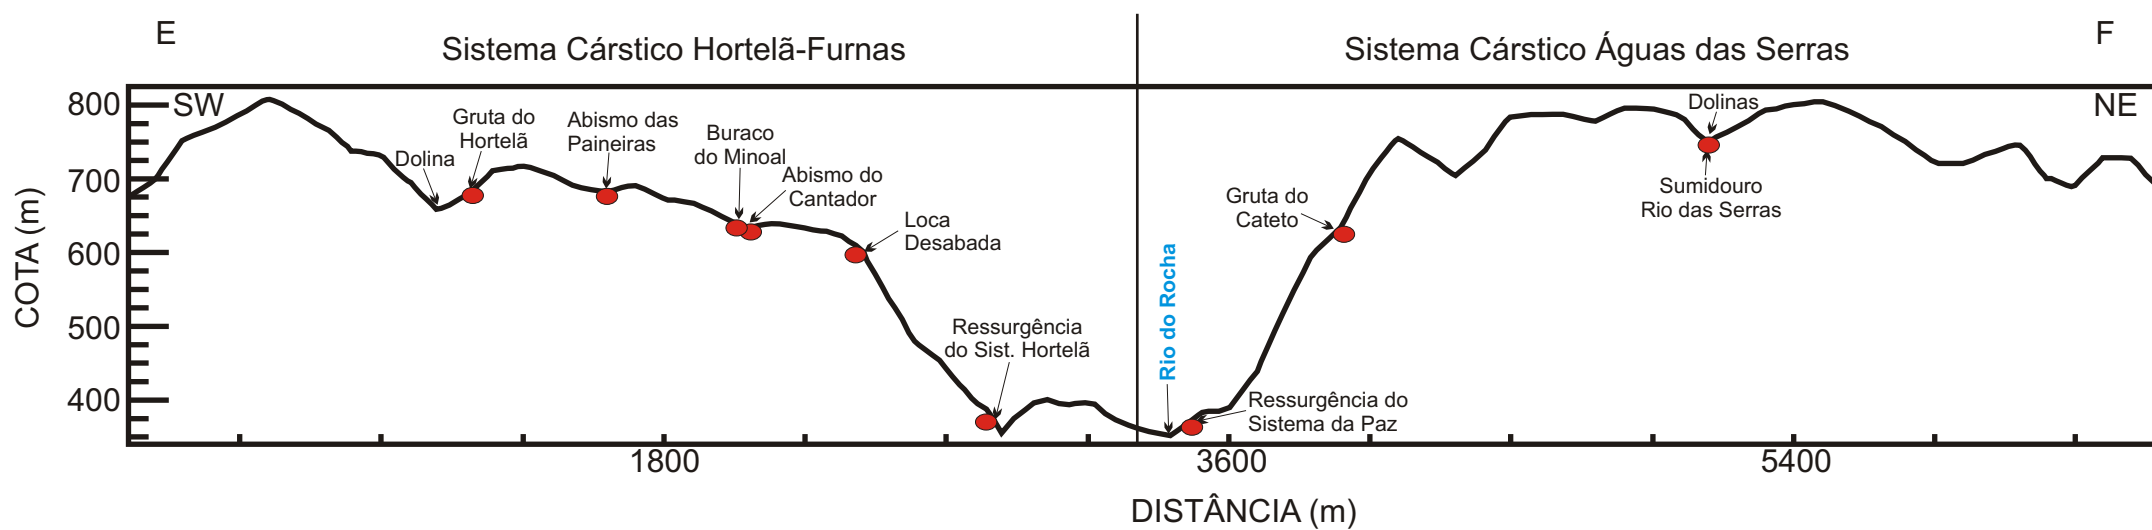 E
F
Sistema Cárstico Hortelã-Furnas
Sistema Cárstico Águas das Serras
SW
NE
800
700
600
500
400
COTA (m)
Dolina
Gruta do
Hortelã
Abismo das
Paineiras
Buraco
do Minoal
Abismo do
Cantador
Loca
Desabada
Ressurgência
do Sist. Hortelã
Rio do Rocha
Ressurgência do
Sistema da Paz
Gruta do
Cateto
Dolinas
Sumidouro
Rio das Serras
1800
3600
5400
DISTÂNCIA (m)